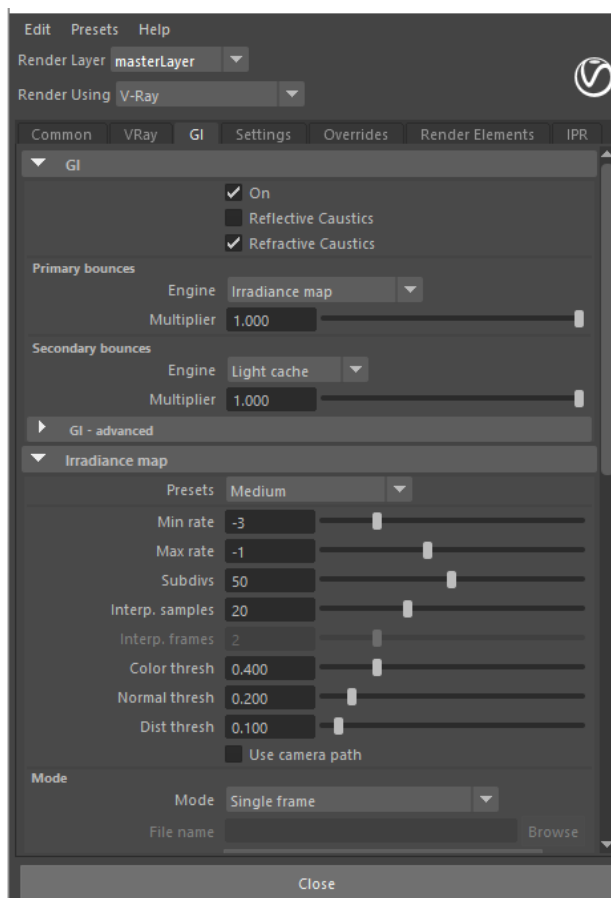 Edit Presets Help
Render Layer masterLayer
Render Using V-Ray
Common VRay GI Settings Overrides Render Elements IPR
GI
On
Reflective Caustics
Refractive Caustics
Primary bounces
Engine Irradiance map
Multiplier 1.000
Secondary bounces
Engine Light cache
Multiplier 1.000
GI - advanced
Irradiance map
Presets Medium
Min rate -3
Max rate -1
Subdivs 50
Interp. samples 20
Interp. frames 2
Color thresh 0.400
Normal thresh 0.200
Dist thresh 0.100
Use camera path
Mode
Mode Single frame
File name Browse
Close